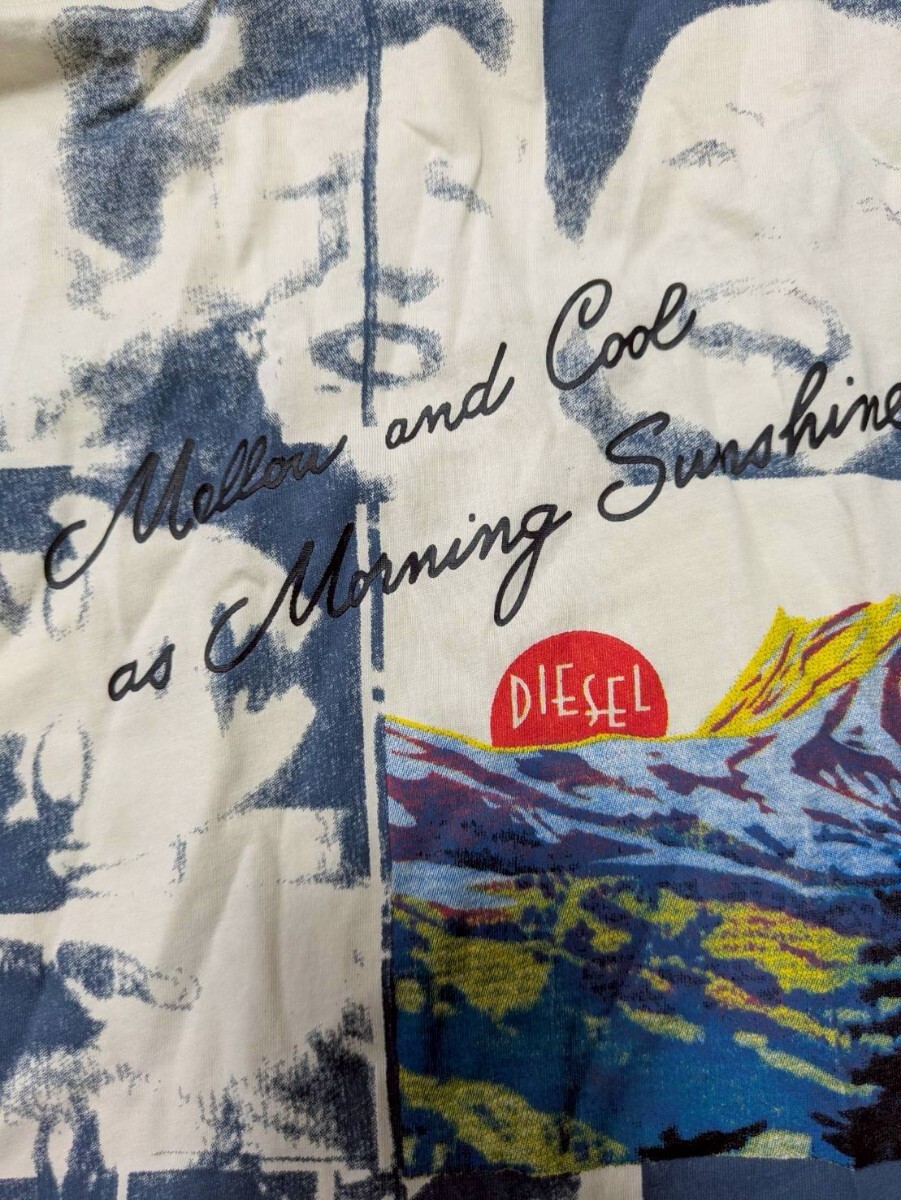 Mellow and Cool
as Morning Sunshine
DIESEL